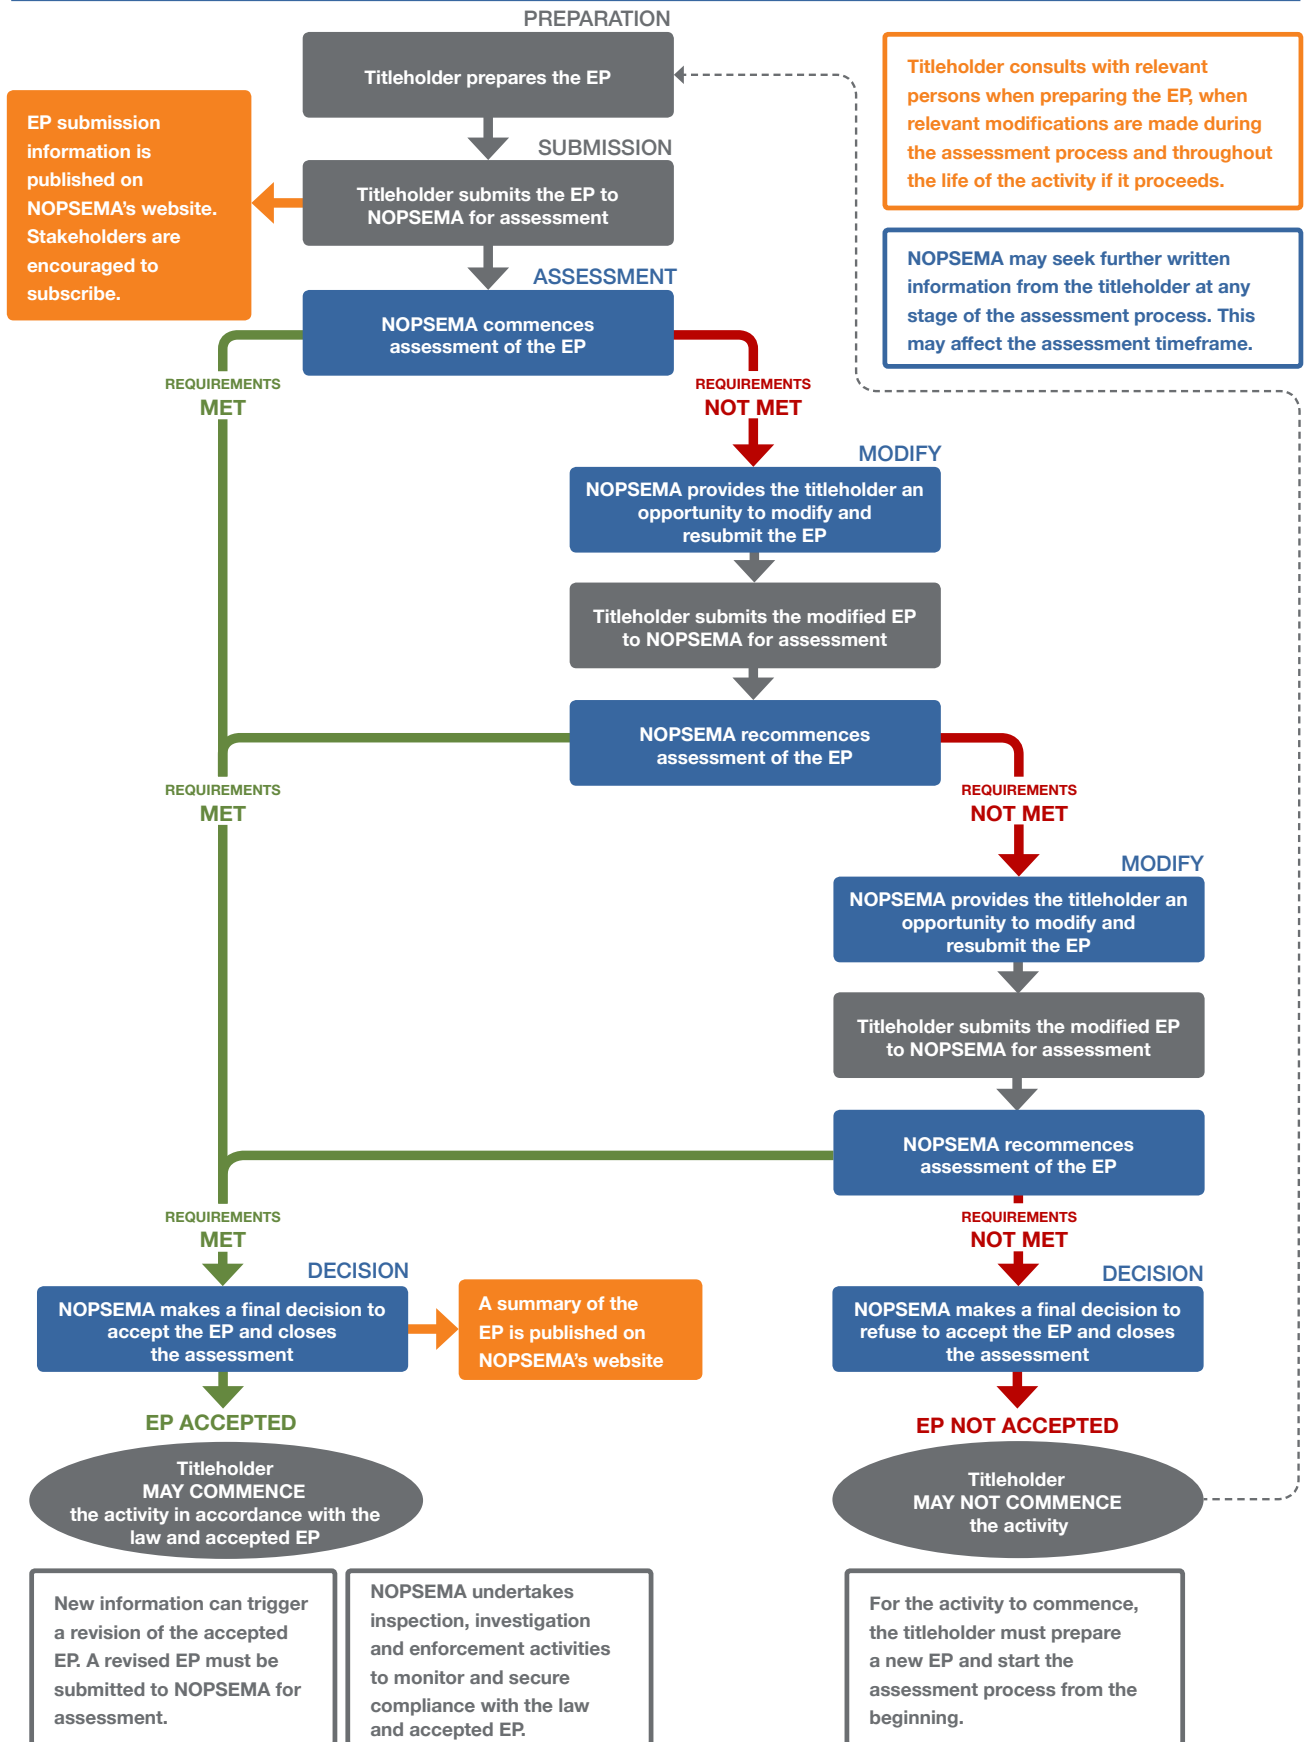 PREPARATION
Titleholder prepares the EP
Titleholder consults with relevant
persons when preparing the EP, when
relevant modifications are made during
the assessment process and throughout
the life of the activity if it proceeds.
EP submission
information is
published on
NOPSEMA's website.
Stakeholders are
encouraged to
subscribe.
SUBMISSION
Titleholder submits the EP to
NOPSEMA for assessment
NOPSEMA may seek further written
information from the titleholder at any
stage of the assessment process. This
may affect the assessment timeframe.
ASSESSMENT
NOPSEMA commences
assessment of the EP
REQUIREMENTS
MET
REQUIREMENTS
NOT MET
MODIFY
NOPSEMA provides the titleholder an
opportunity to modify and
resubmit the EP
Titleholder submits the modified EP
to NOPSEMA for assessment
NOPSEMA recommences
assessment of the EP
REQUIREMENTS
MET
REQUIREMENTS
NOT MET
MODIFY
NOPSEMA provides the titleholder an
opportunity to modify and
resubmit the EP
Titleholder submits the modified EP
to NOPSEMA for assessment
NOPSEMA recommences
assessment of the EP
REQUIREMENTS
MET
REQUIREMENTS
NOT MET
DECISION
NOPSEMA makes a final decision to
accept the EP and closes
the assessment
A summary of the
EP is published on
NOPSEMA's website
DECISION
NOPSEMA makes a final decision to
refuse to accept the EP and closes
the assessment
EP ACCEPTED
Titleholder
MAY COMMENCE
the activity in accordance with the
law and accepted EP
EP NOT ACCEPTED
Titleholder
MAY NOT COMMENCE
the activity
New information can trigger
a revision of the accepted
EP. A revised EP must be
submitted to NOPSEMA for
assessment.
NOPSEMA undertakes
inspection, investigation
and enforcement activities
to monitor and secure
compliance with the law
and accepted EP.
For the activity to commence,
the titleholder must prepare
a new EP and start the
assessment process from the
beginning.